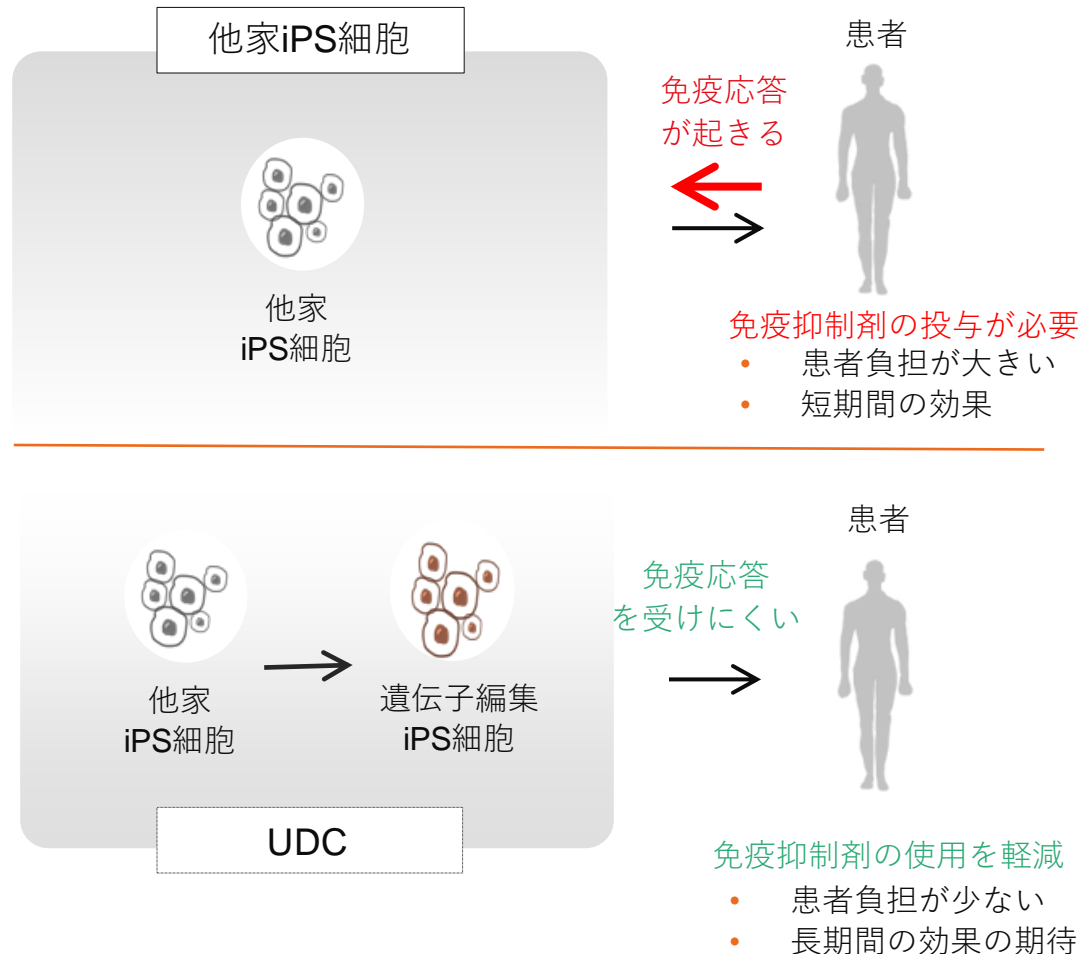 他家iPS細胞
患者
免疫応答
が起きる
他家
iPS細胞
免疫抑制剤の投与が必要
• 患者負担が大きい
• 短期間の効果
患者
免疫応答
を受けにくい
他家
iPS細胞
遺伝子編集
iPS細胞
UDC
免疫抑制剤の使用を軽減
• 患者負担が少ない
• 長期間の効果の期待